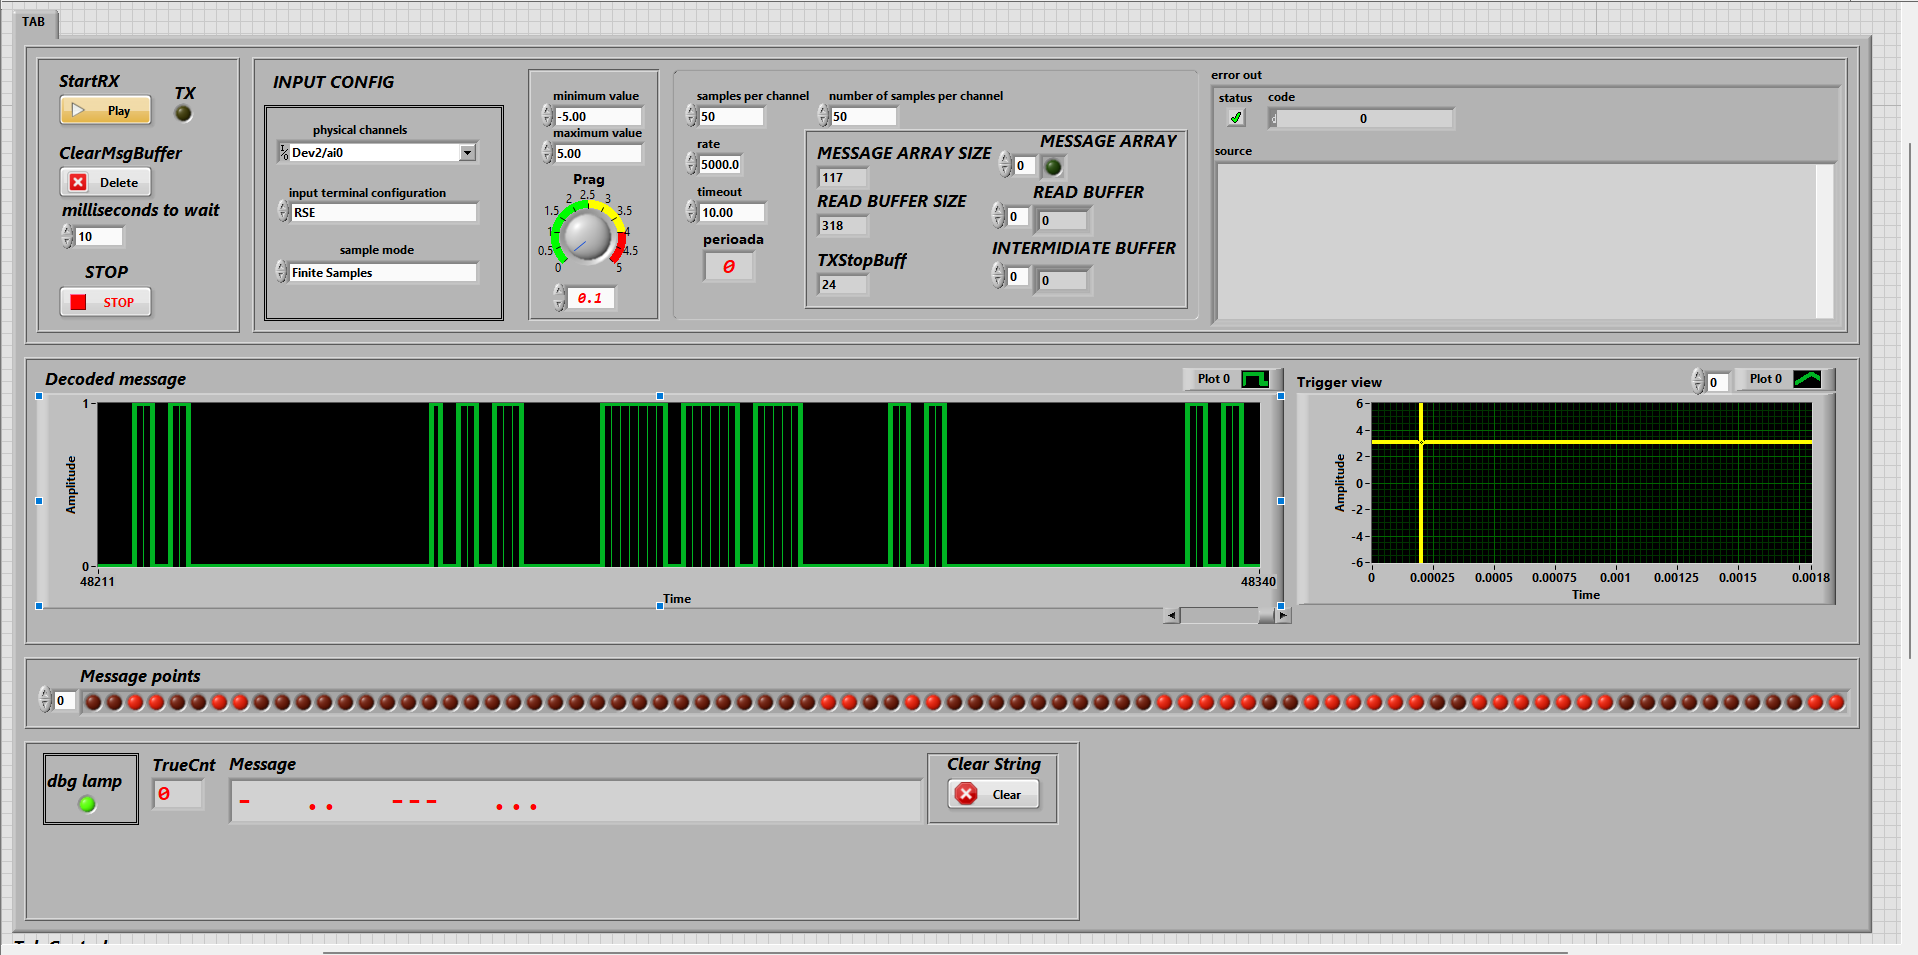 TAB
StartRX
Play
TX
ClearMsgBuffer
Delete
milliseconds to wait
10
STOP
STOP
INPUT CONFIG
physical channels
Dev2/ai0
input terminal configuration
RSE
sample mode
Finite Samples
minimum value
-5.00
maximum value
5.00
Prag
0 0.5 1 1.5 2 2.5 3 3.5 4 4.5 5
0.1
samples per channel
50
number of samples per channel
50
rate
5000.0
timeout
10.00
perioada
0
MESSAGE ARRAY SIZE
117
READ BUFFER SIZE
318
TXStopBuff
24
MESSAGE ARRAY
0
READ BUFFER
0 0
INTERMIDIATE BUFFER
0 0
error out
status code
d 0
source
Decoded message
Plot 0
1
Amplitude
0
48211 48340
Time
Trigger view
0 Plot 0
6
4
2
0
-2
-4
-6
Amplitude
0 0.00025 0.0005 0.00075 0.001 0.00125 0.0015 0.0018
Time
Message points
0
dbg lamp
TrueCnt
0
Message
- .. --- ...
Clear String
Clear